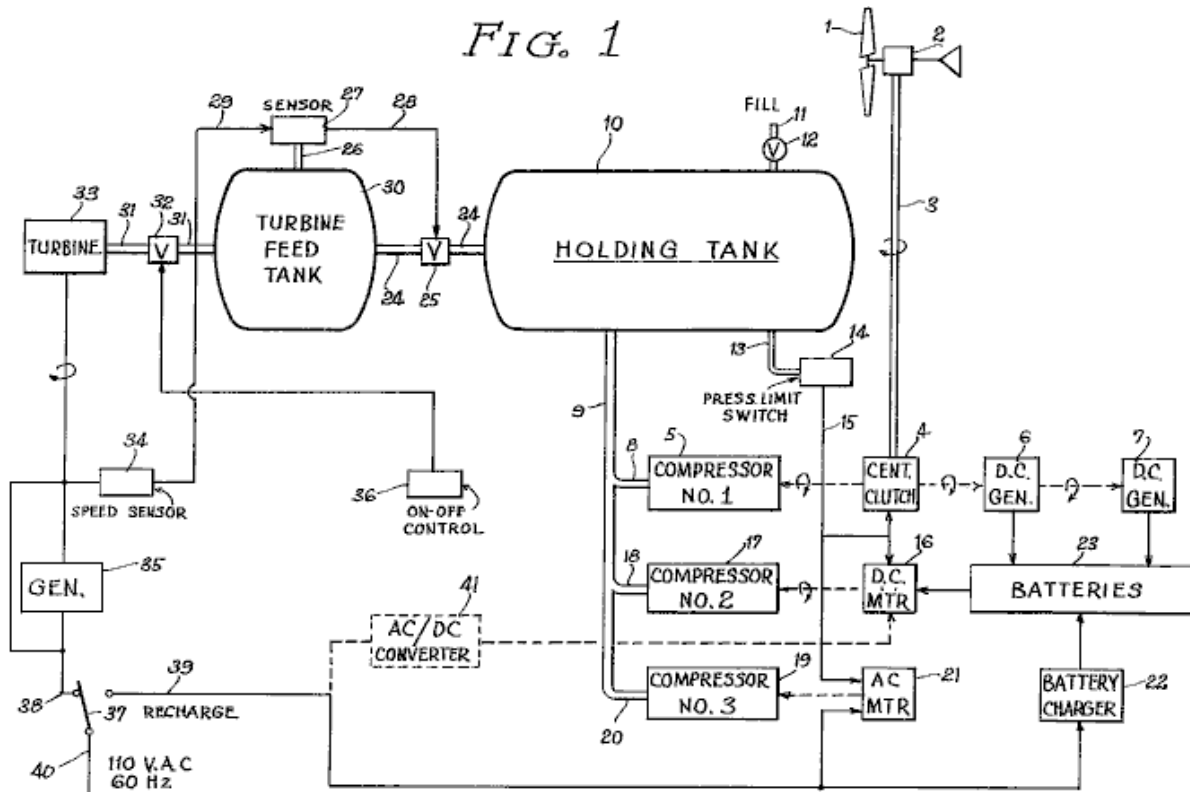 FIG. 1
1
2
29
SENSOR
27
28
FILL
11
12
V
10
26
30
33
32
31
31
TURBINE
V
TURBINE
FEED
TANK
24
V
24
25
HOLDING TANK
3
13
14
PRESS. LIMIT
SWITCH
9
15
34
SPEED SENSOR
36
ON-OFF
CONTROL
8
5
COMPRESSOR
NO. 1
4
CENT.
CLUTCH
6
D.C.
GEN.
7
D.C.
GEN.
35
GEN.
18
17
COMPRESSOR
NO. 2
16
D.C.
MTR
23
BATTERIES
41
AC/DC
CONVERTER
39
38
37
RECHARGE
19
COMPRESSOR
NO. 3
20
21
AC
MTR
BATTERY
CHARGER
22
40
110 V.A.C
60 HZ